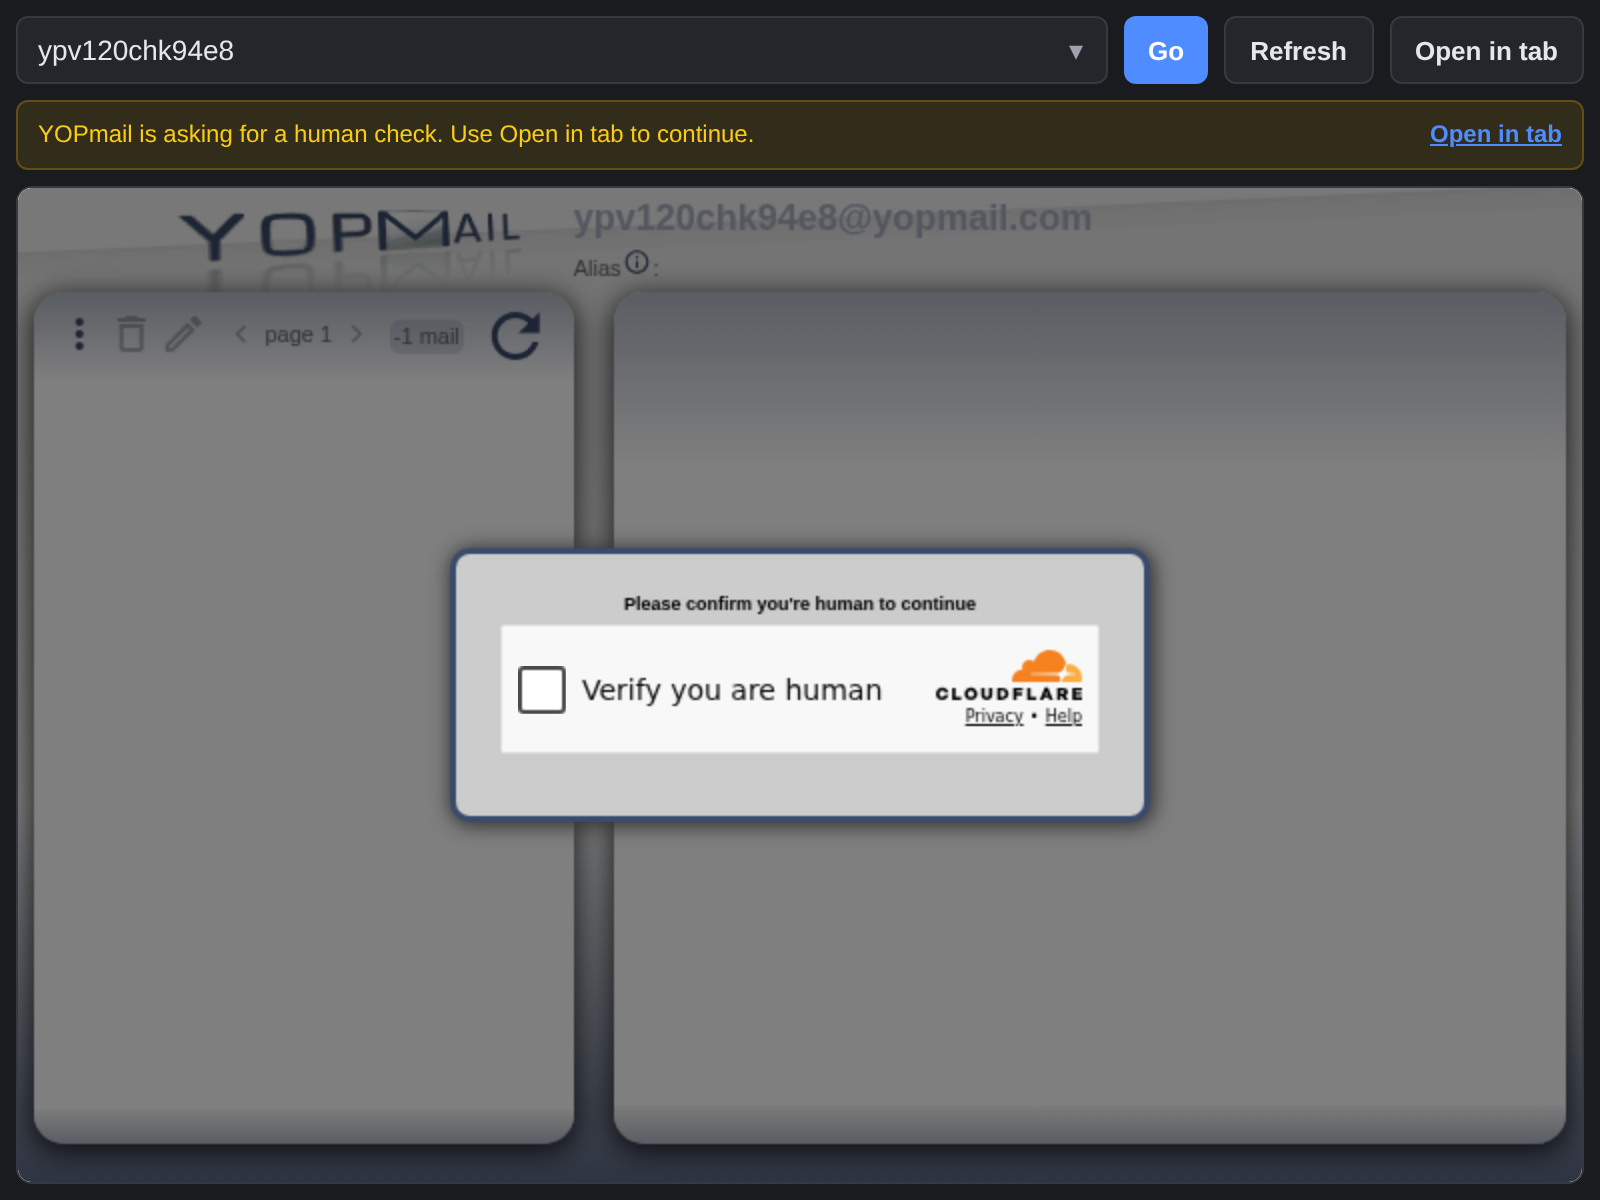 ypv120chk94e8 ▼ Go Refresh Open in tab
YOPmail is asking for a human check. Use Open in tab to continue. Open in tab
YOPMAIL
ypv120chk94e8@yopmail.com
Alias :
page 1 -1 mail
Please confirm you're human to continue
Verify you are human
CLOUDFLARE
Privacy • Help